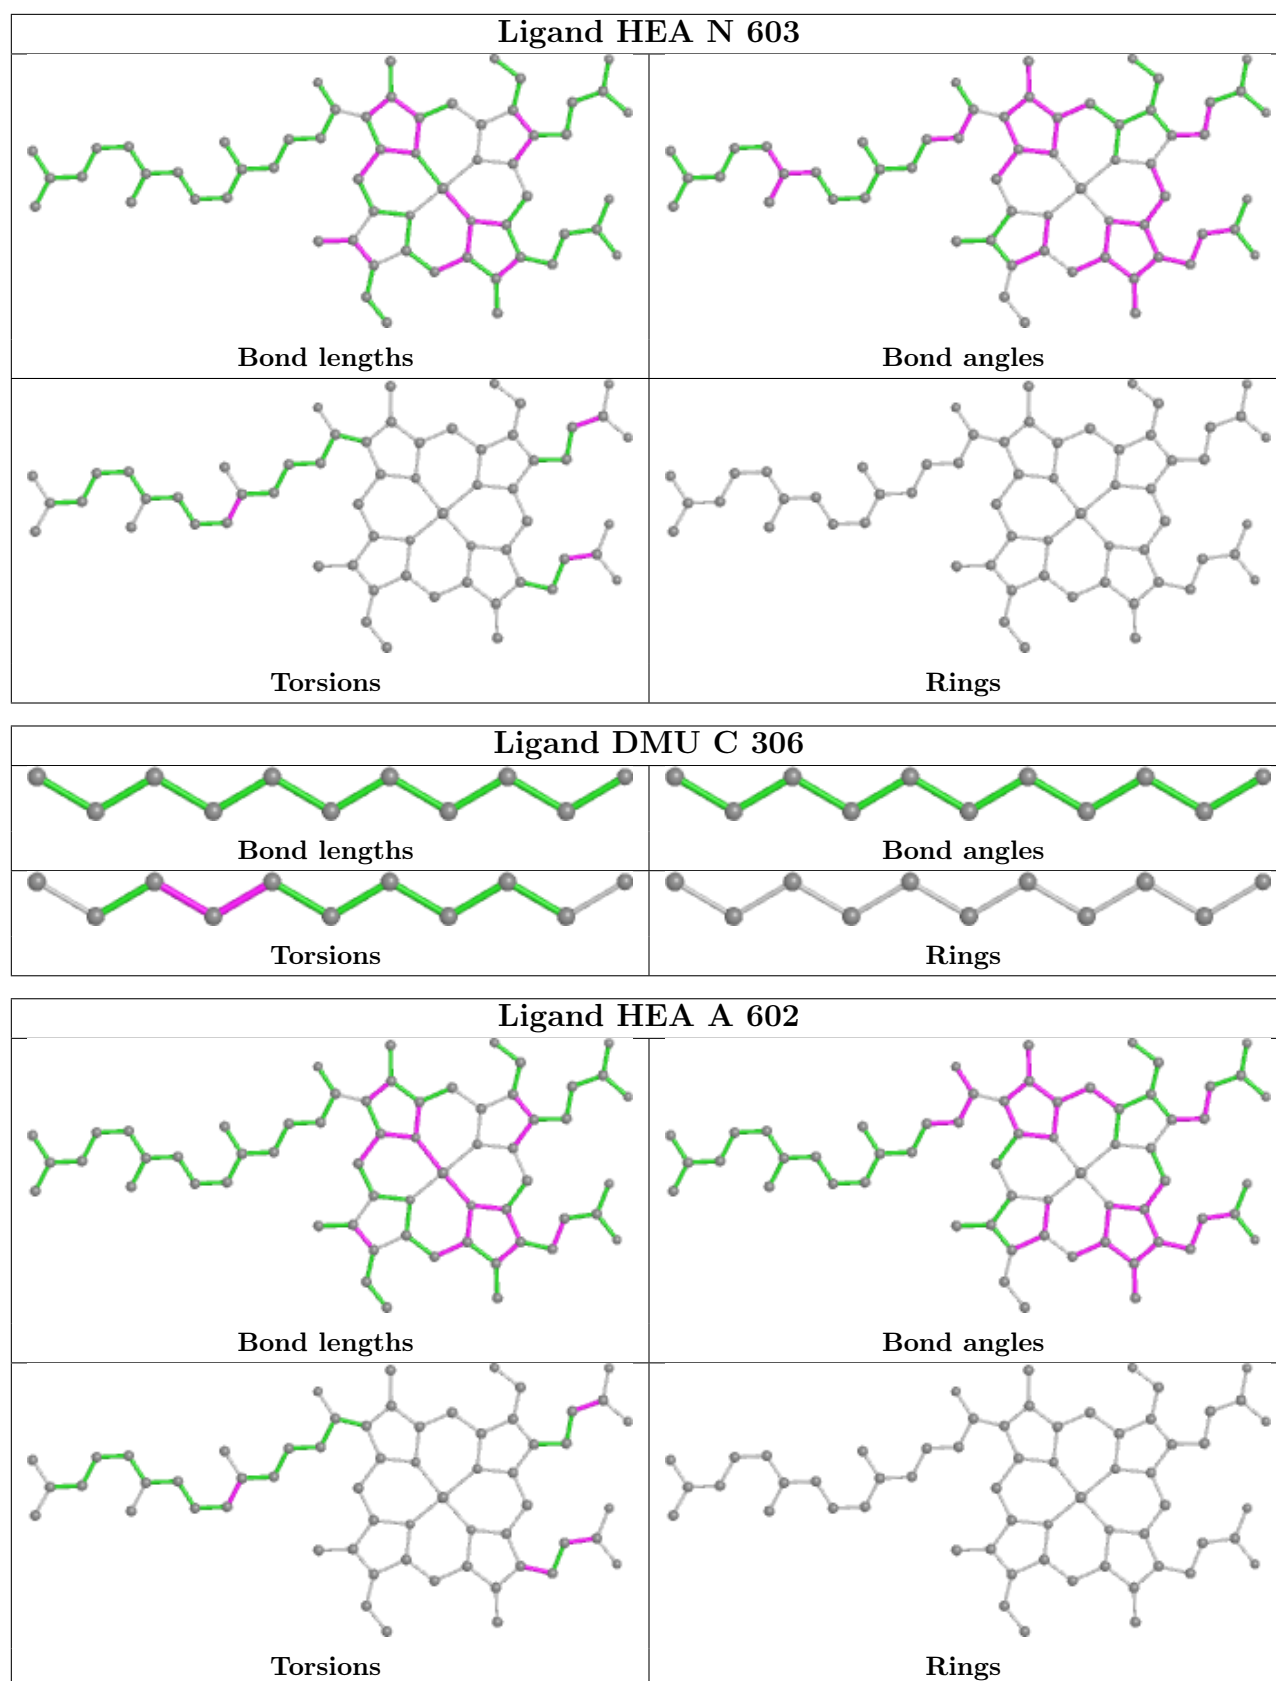 Ligand HEA N 603
Bond lengths
Bond angles
Torsions
Rings
Ligand DMU C 306
Bond lengths
Bond angles
Torsions
Rings
Ligand HEA A 602
Bond lengths
Bond angles
Torsions
Rings